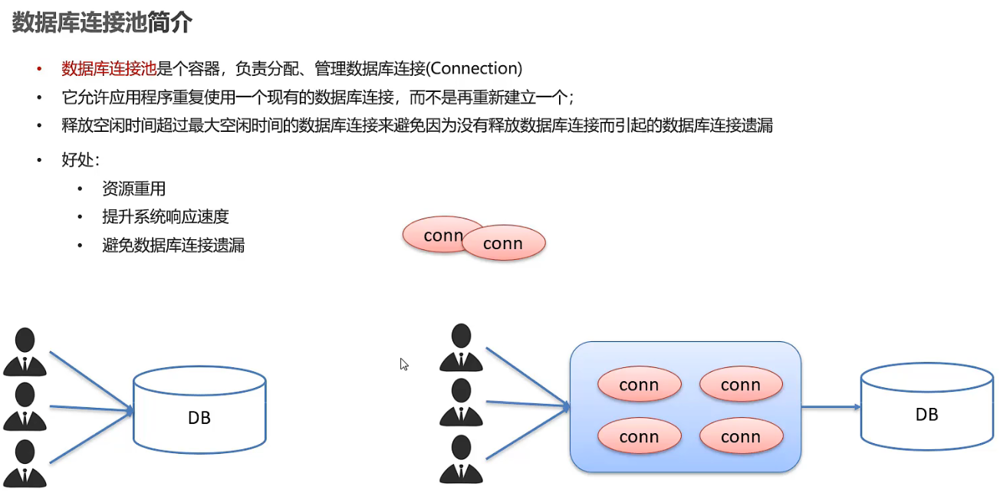 数据库连接池简介
• 数据库连接池是个容器，负责分配、管理数据库连接(Connection)
• 它允许应用程序重复使用一个现有的数据库连接，而不是再重新建立一个；
• 释放空闲时间超过最大空闲时间的数据库连接来避免因为没有释放数据库连接而引起的数据库连接遗漏
• 好处：
• 资源重用
• 提升系统响应速度
• 避免数据库连接遗漏
conn
conn
DB
conn conn
conn conn
DB